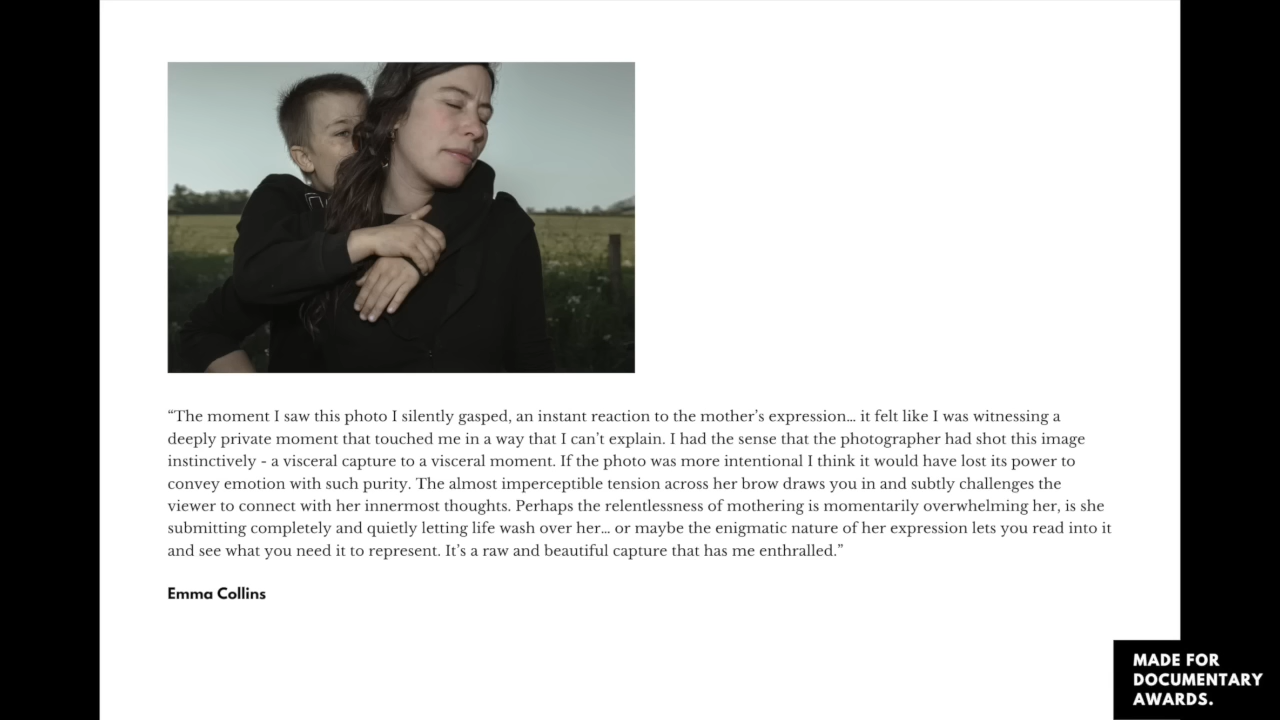 “The moment I saw this photo I silently gasped, an instant reaction to the mother’s expression… it felt like I was witnessing a
deeply private moment that touched me in a way that I can’t explain. I had the sense that the photographer had shot this image
instinctively - a visceral capture to a visceral moment. If the photo was more intentional I think it would have lost its power to
convey emotion with such purity. The almost imperceptible tension across her brow draws you in and subtly challenges the
viewer to connect with her innermost thoughts. Perhaps the relentlessness of mothering is momentarily overwhelming her, is she
submitting completely and quietly letting life wash over her… or maybe the enigmatic nature of her expression lets you read into it
and see what you need it to represent. It’s a raw and beautiful capture that has me enthralled.”
Emma Collins
MADE FOR
DOCUMENTARY
AWARDS.